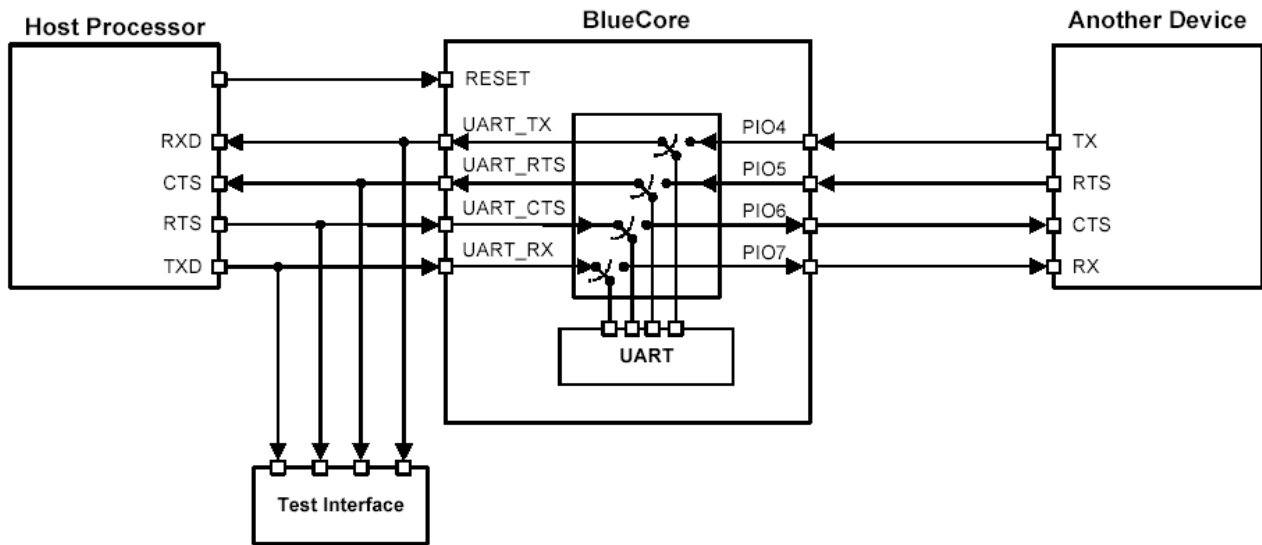 Host Processor
BlueCore
Another Device
RESET
RXD
UART_TX
PIO4
TX
CTS
UART_RTS
PIO5
RTS
RTS
UART_CTS
PIO6
CTS
TXD
UART_RX
PIO7
RX
UART
Test Interface